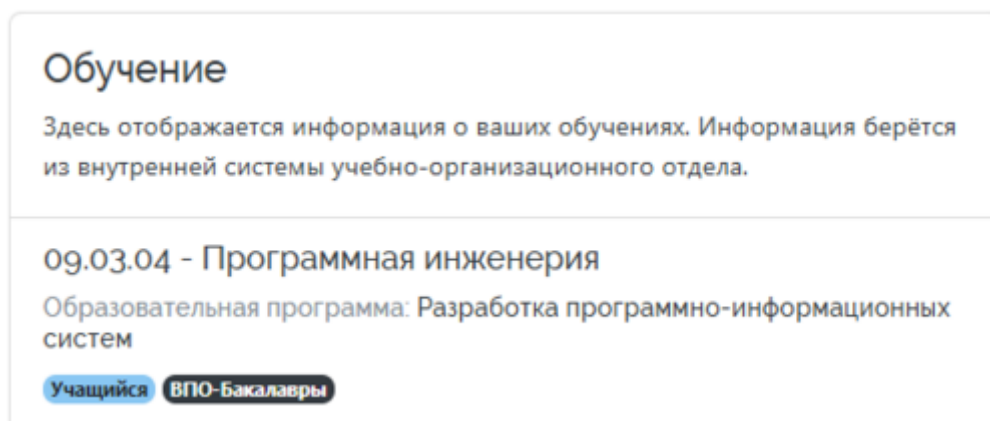 Обучение
Здесь отображается информация о ваших обучениях. Информация берётся
из внутренней системы учебно-организационного отдела.
09.03.04 - Программная инженерия
Образовательная программа: Разработка программно-информационных
систем
Учащийся ВПО-Бакалавры